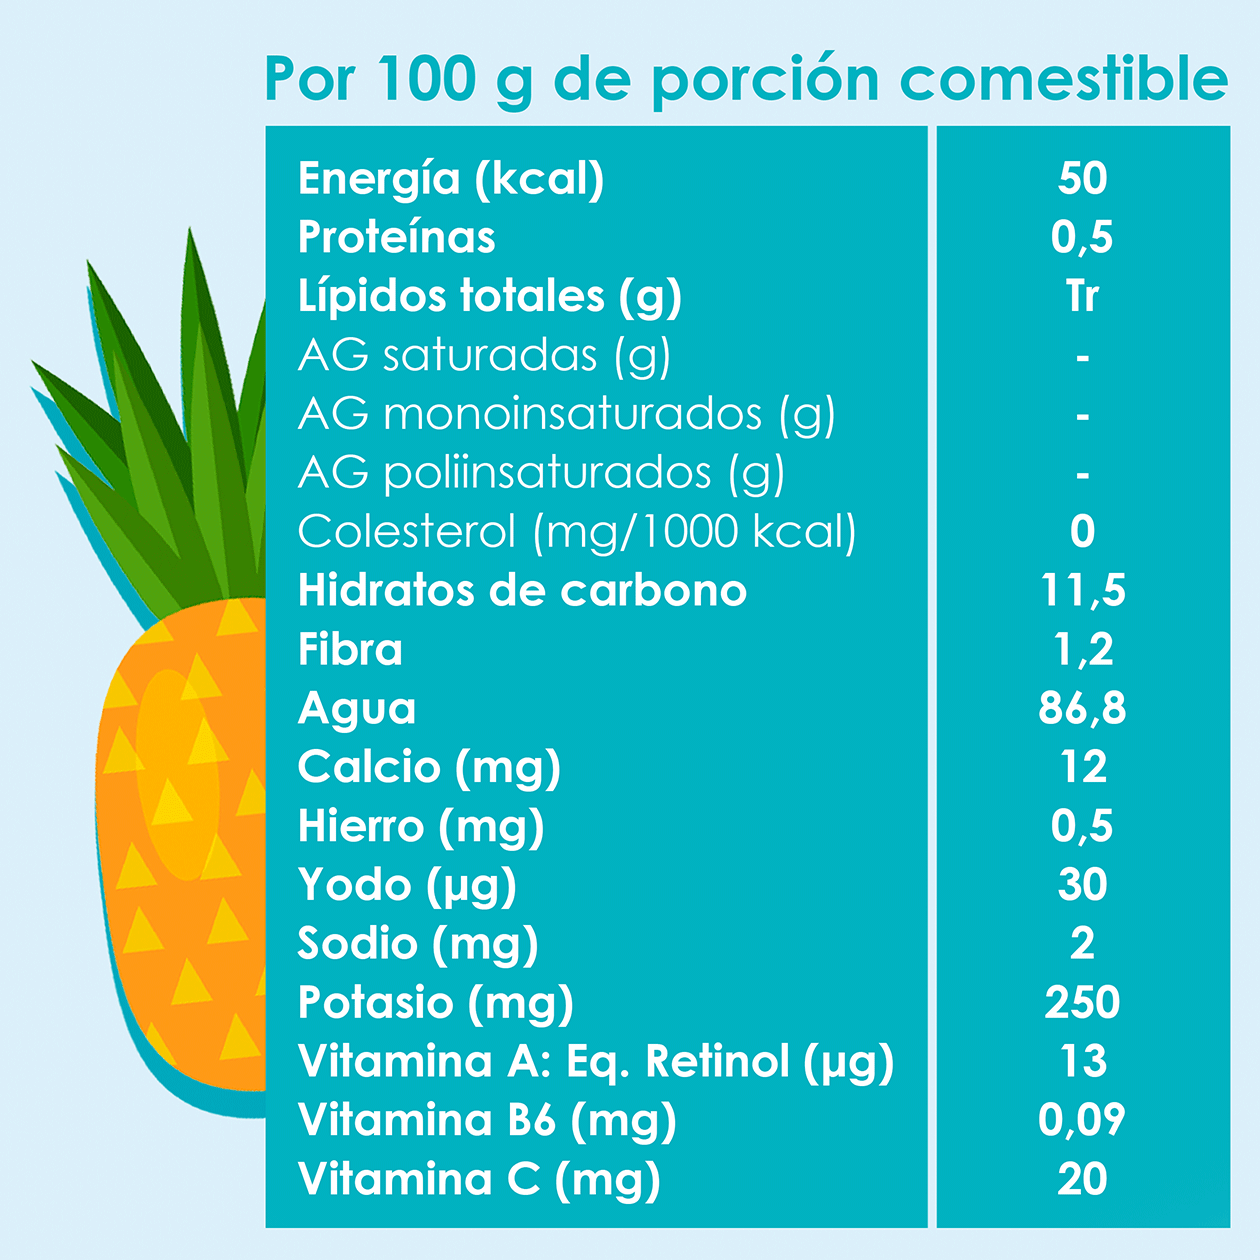 Por 100 g de porción comestible
Energía (kcal) 50
Proteínas 0,5
Lípidos totales (g) Tr
AG saturadas (g) -
AG monoinsaturados (g) -
AG poliinsaturados (g) -
Colesterol (mg/1000 kcal) 0
Hidratos de carbono 11,5
Fibra 1,2
Agua 86,8
Calcio (mg) 12
Hierro (mg) 0,5
Yodo (µg) 30
Sodio (mg) 2
Potasio (mg) 250
Vitamina A: Eq. Retinol (µg) 13
Vitamina B6 (mg) 0,09
Vitamina C (mg) 20